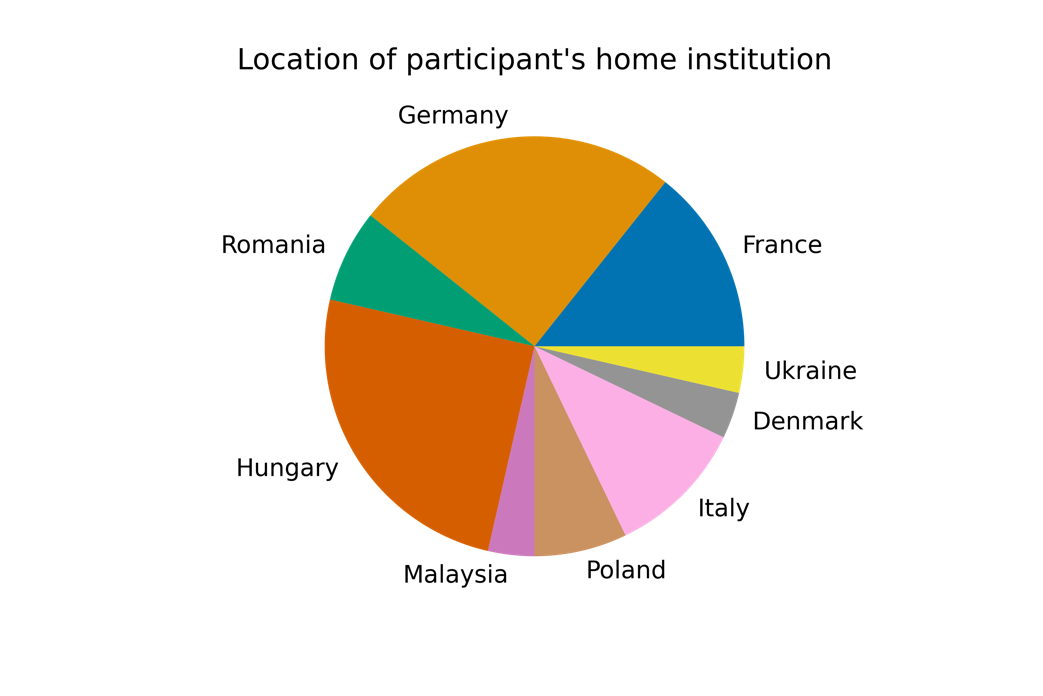 Location of participant's home institution
Germany
Romania
France
Ukraine
Denmark
Hungary
Italy
Malaysia
Poland